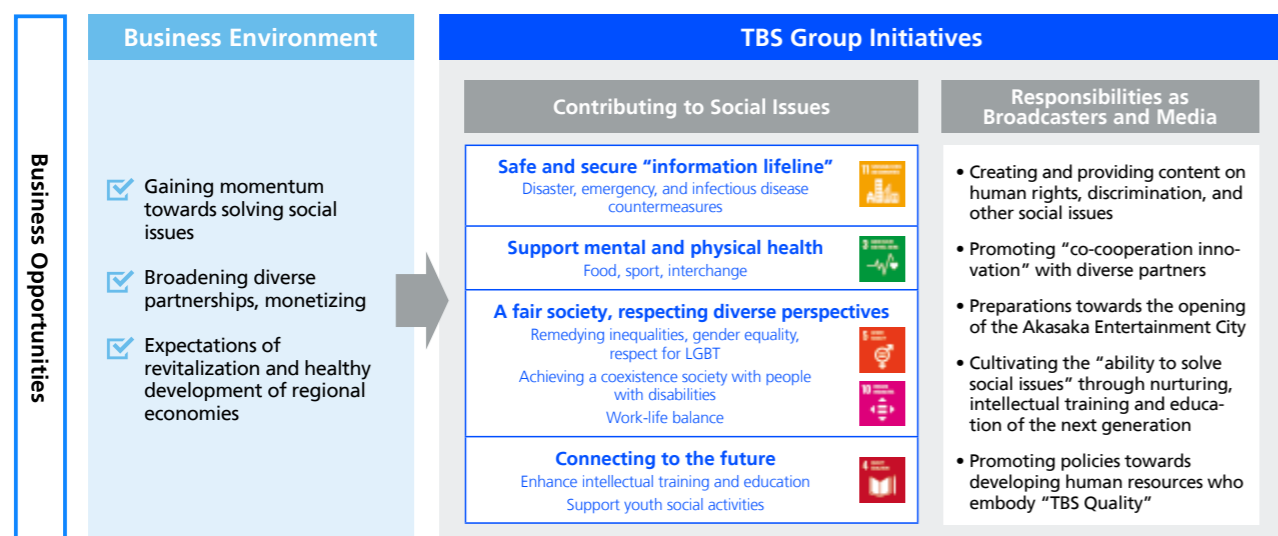 Business Opportunities
Business Environment
Gaining momentum
towards solving social
issues
Broadening diverse
partnerships, monetizing
Expectations of
revitalization and healthy
development of regional
economies
TBS Group Initiatives
Contributing to Social Issues
Safe and secure “information lifeline”
Disaster, emergency, and infectious disease
countermeasures
11
Support mental and physical health
Food, sport, interchange
3
A fair society, respecting diverse perspectives
Remedying inequalities, gender equality,
respect for LGBT
Achieving a coexistence society with people
with disabilities
Work-life balance
5
10
Connecting to the future
Enhance intellectual training and education
Support youth social activities
4
Responsibilities as
Broadcasters and Media
• Creating and providing content on
human rights, discrimination, and
other social issues
• Promoting “co-cooperation inno-
vation” with diverse partners
• Preparations towards the opening
of the Akasaka Entertainment City
• Cultivating the “ability to solve
social issues” through nurturing,
intellectual training and educa-
tion of the next generation
• Promoting policies towards
developing human resources who
embody “TBS Quality”